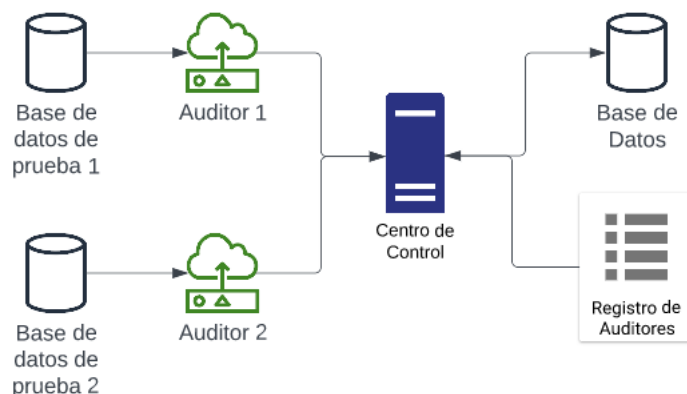 Base de
datos de
prueba 1
Auditor 1
Centro de
Control
Base de
Datos
Registro de
Auditores
Base de
datos de
prueba 2
Auditor 2